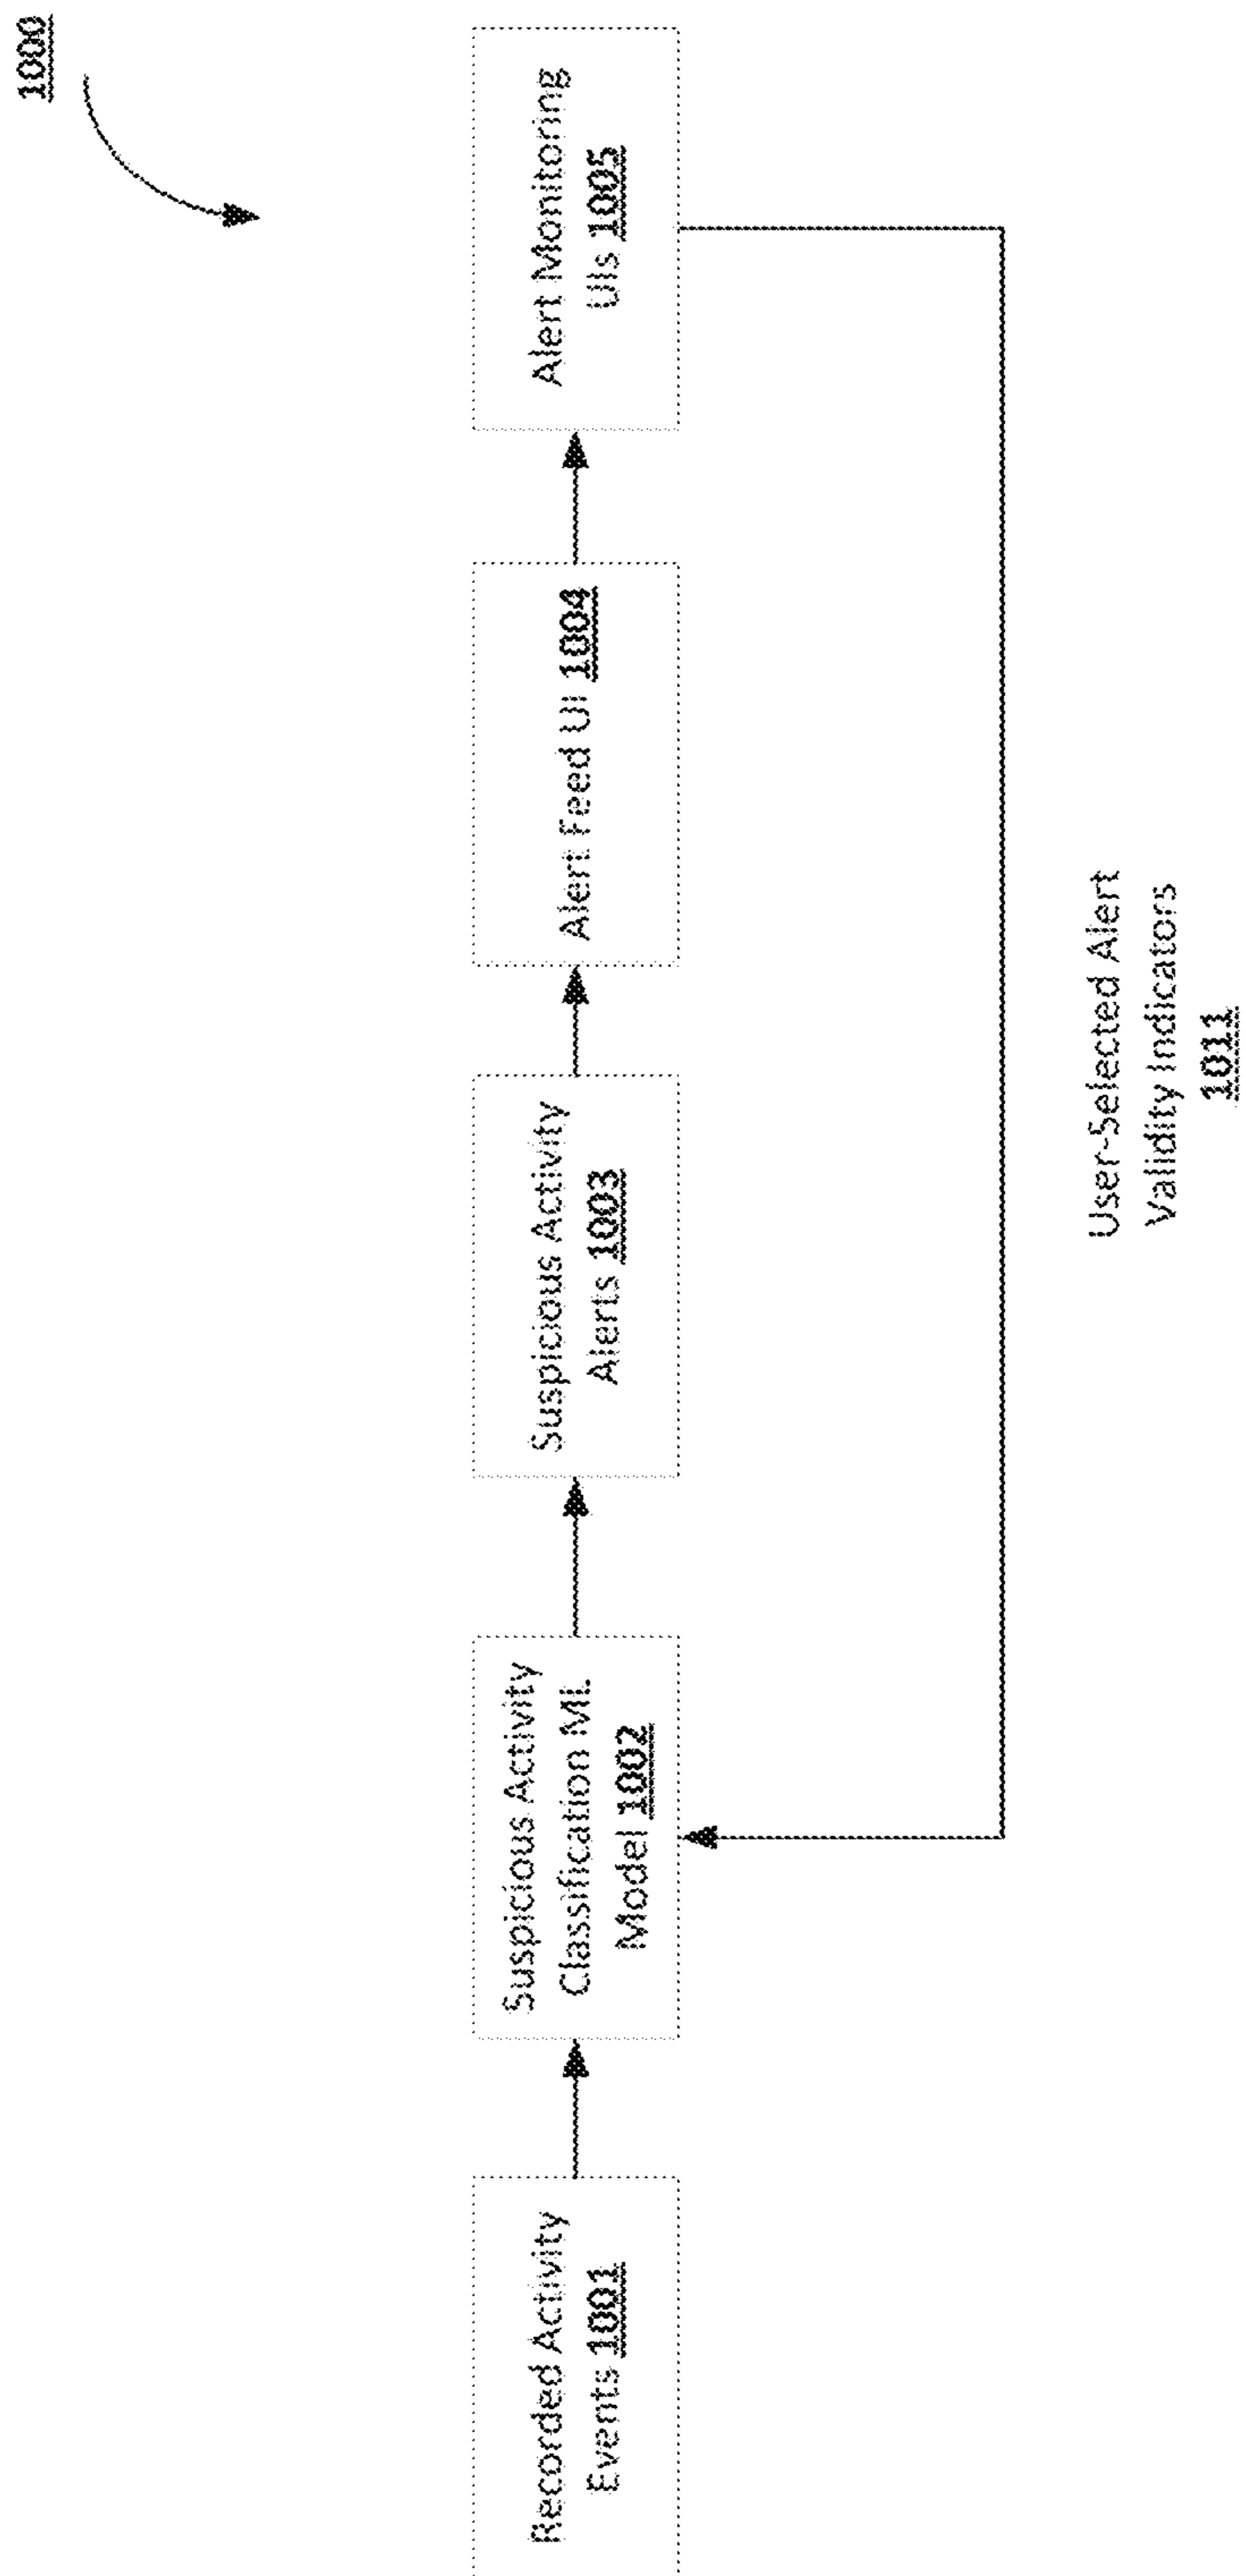 1000
Recorded Activity
Events 1001
Suspicious Activity
Classification ML
Model 1002
Suspicious Activity
Alerts 1003
Alert Feed UI 1004
Alert Monitoring
UIs 1005
User-Selected Alert
Validity Indicators
1011